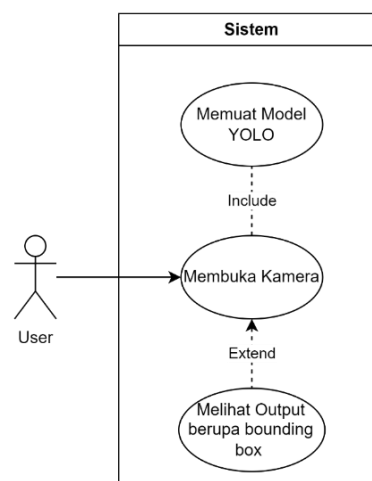 Sistem
Memuat Model
YOLO
Include
Membuka Kamera
User
Extend
Melihat Output
berupa bounding
box